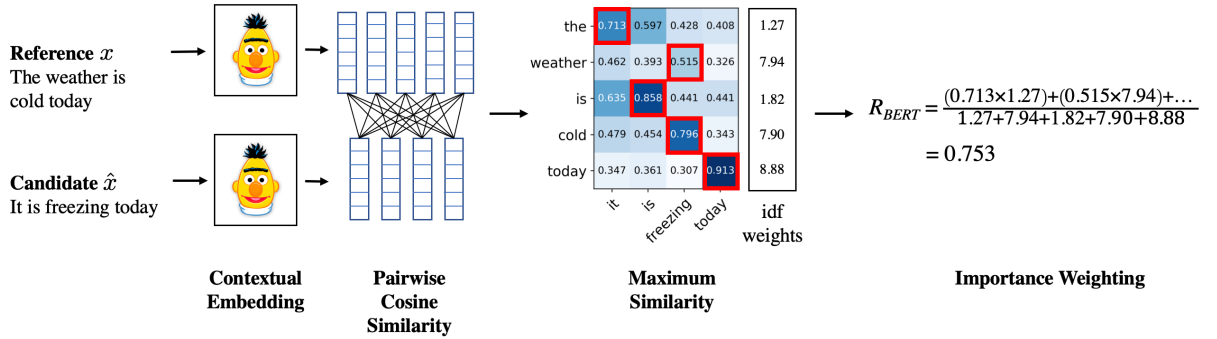 Reference x
The weather is
cold today
Candidate x̂
It is freezing today
Contextual
Embedding
Pairwise
Cosine
Similarity
the 0.713 0.597 0.428 0.408 1.27
weather 0.462 0.393 0.515 0.326 7.94
is 0.635 0.858 0.441 0.441 1.82
cold 0.479 0.454 0.796 0.343 7.90
today 0.347 0.361 0.307 0.913 8.88
it is freezing today
idf
weights
Maximum
Similarity
R_BERT = (0.713×1.27)+(0.515×7.94)+...
1.27+7.94+1.82+7.90+8.88
= 0.753
Importance Weighting